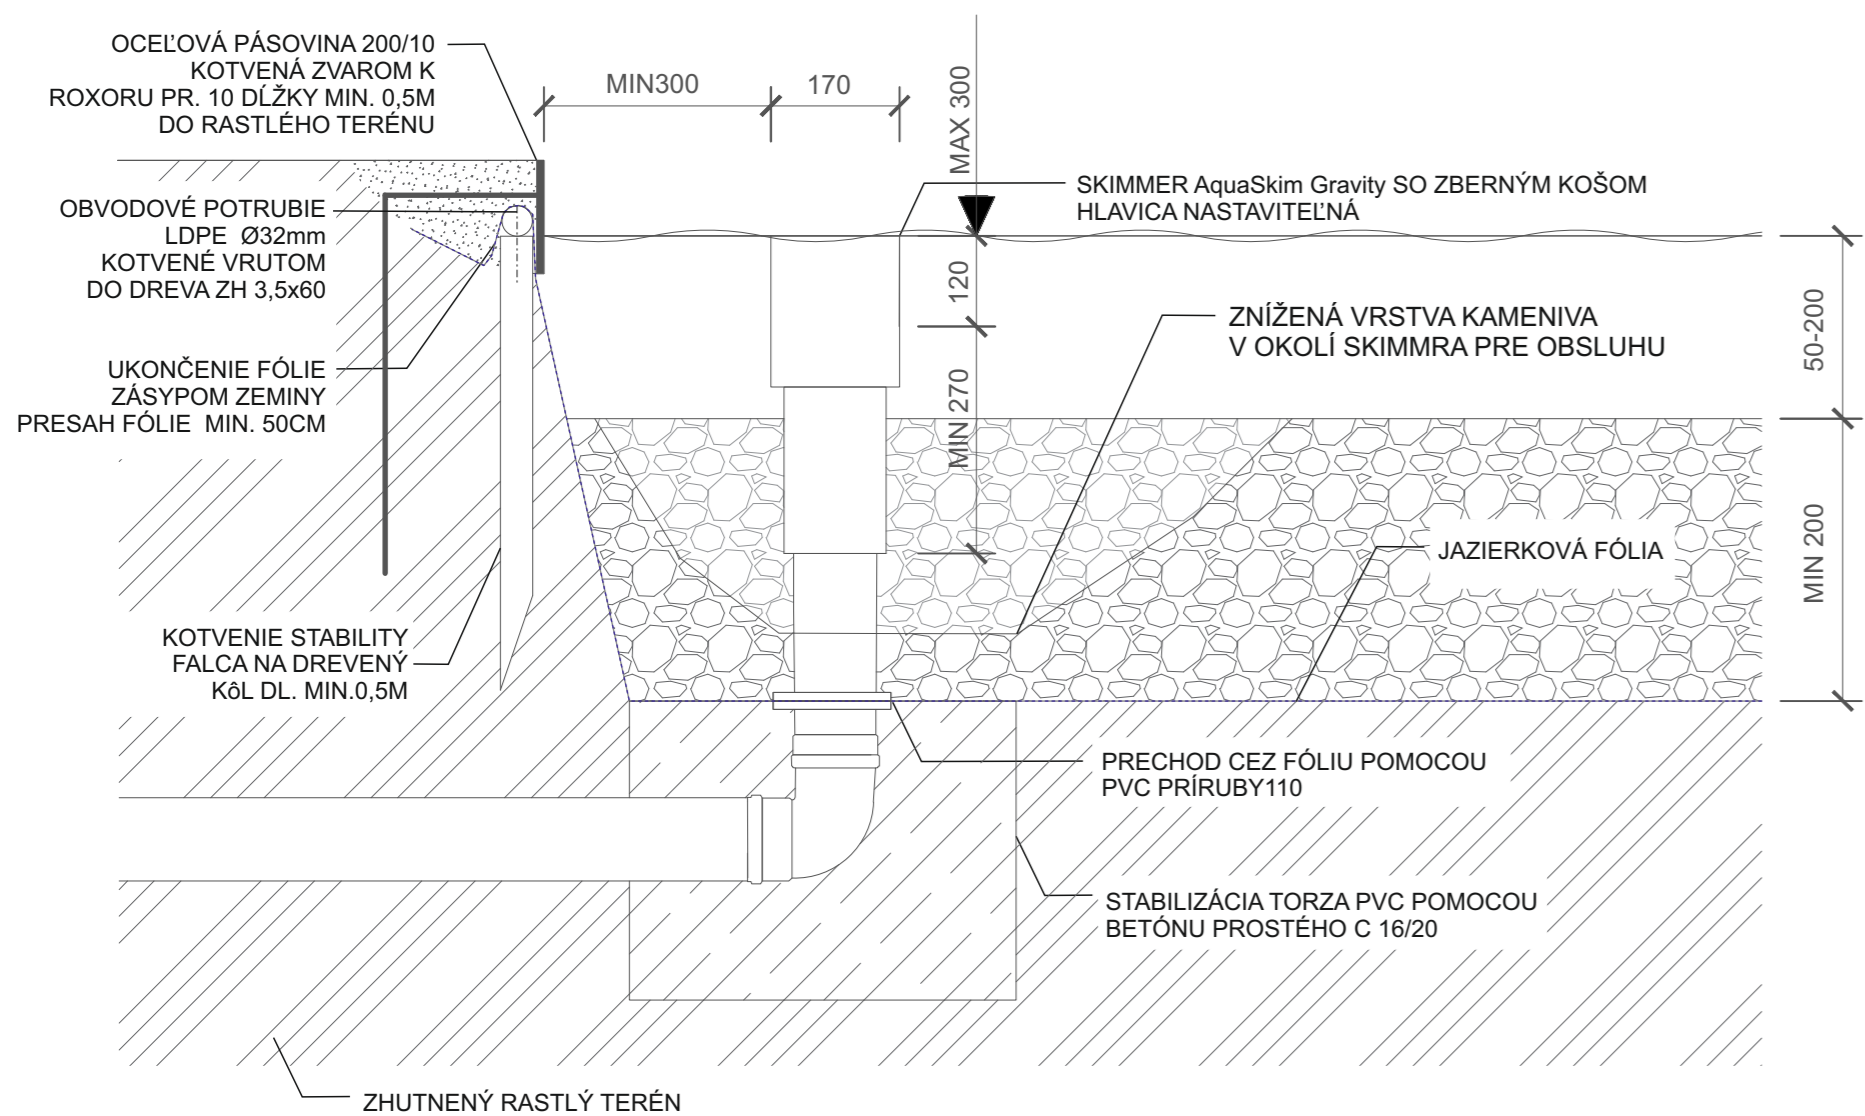 OCEĽOVÁ PÁSOVINA 200/10
KOTVENÁ ZVAROM K
ROXORU PR. 10 DĹŽKY MIN. 0,5M
DO RASTLÉHO TERÉNU
MIN300
170
MAX 300
SKIMMER AquaSkim Gravity SO ZBERNÝM KOŠOM
HLAVICA NASTAVITEĽNÁ
OBVODOVÉ POTRUBIE
LDPE Ø32mm
KOTVENÉ VRUTOM
DO DREVA ZH 3,5x60
120
ZNÍŽENÁ VRSTVA KAMENIVA
V OKOLÍ SKIMMRA PRE OBSLUHU
50-200
UKONČENIE FÓLIE
ZÁSYPOM ZEMINY
PRESAH FÓLIE MIN. 50CM
MIN 270
JAZIERKOVÁ FÓLIA
MIN 200
KOTVENIE STABILITY
FALCA NA DREVENÝ
KôL DL. MIN.0,5M
PRECHOD CEZ FÓLIU POMOCOU
PVC PRÍRUBY110
STABILIZÁCIA TORZA PVC POMOCOU
BETÓNU PROSTÉHO C 16/20
ZHUTNENÝ RASTLÝ TERÉN